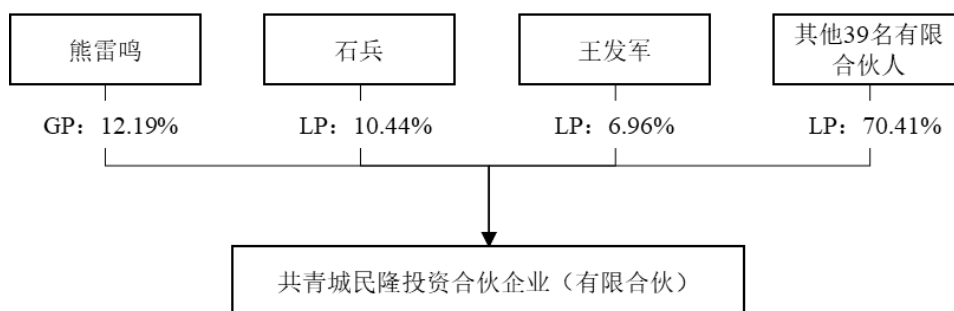 熊雷鸣
石兵
王发军
其他39名有限
合伙人
GP：12.19%
LP：10.44%
LP：6.96%
LP：70.41%
共青城民隆投资合伙企业（有限合伙）